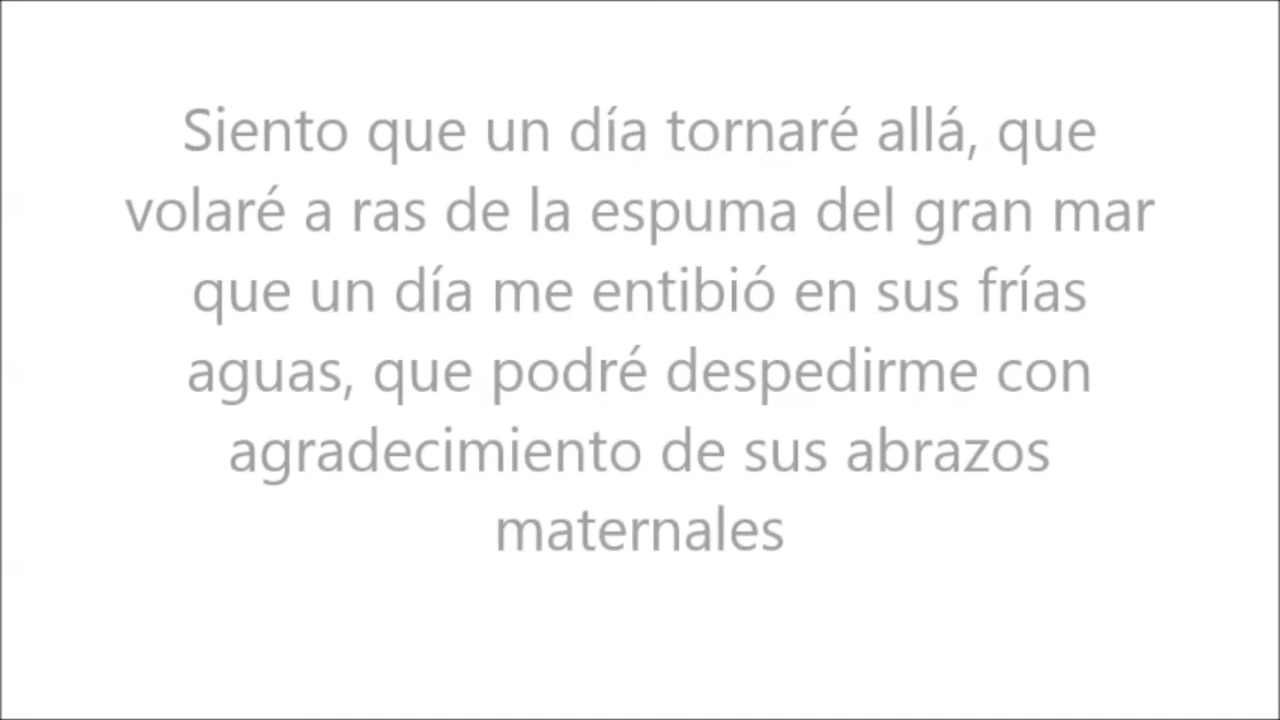 Siento que un día tornaré allá, que
volaré a ras de la espuma del gran mar
que un día me entibió en sus frías
aguas, que podré despedirme con
agradecimiento de sus abrazos
maternales